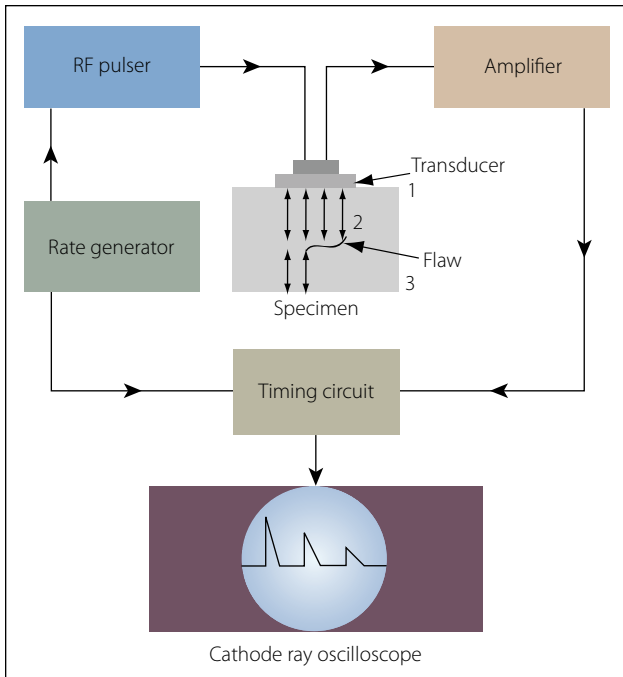 RF pulser
Amplifier
Transducer
1
2
Rate generator
Flaw
3
Specimen
Timing circuit
Cathode ray oscilloscope